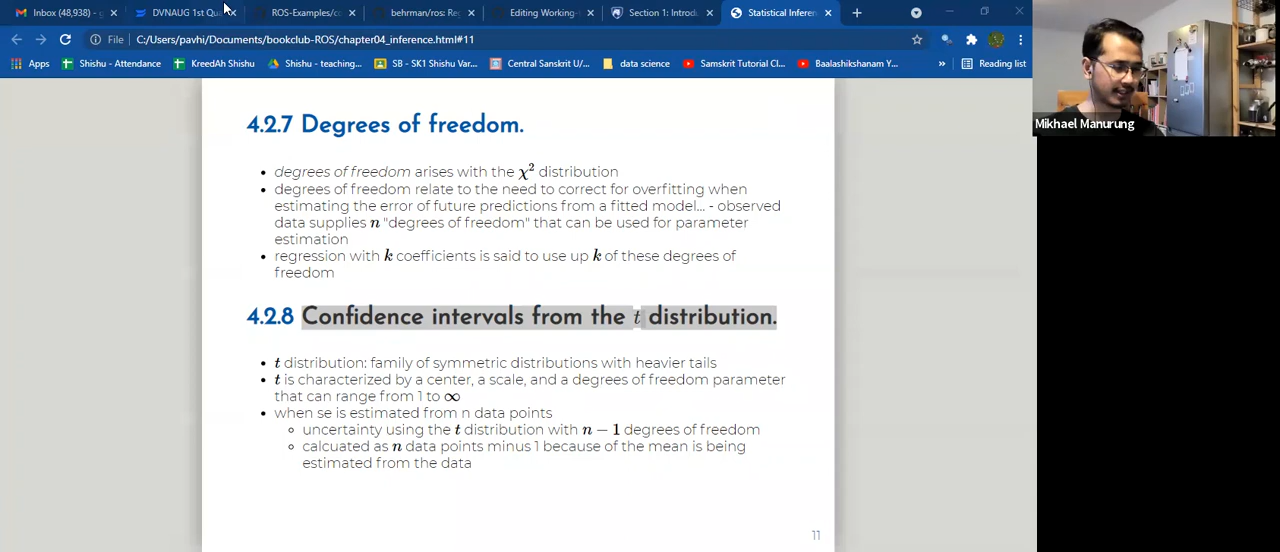 Inbox (48,938) - g
DVNAUG 1st Qua
ROS-Examples/cc
behrman/ros: Reg
Editing Working-
Section 1: Introdu
Statistical Inferen
C:/Users/pavhi/Documents/bookclub-ROS/chapter04_inference.html#11
File
Apps
Shishu - Attendance
KreedAh Shishu
Shishu - teaching...
SB - SK1 Shishu Var...
Central Sanskrit U/...
data science
Samskrit Tutorial Cl...
Baalashikshanam Y...
»
Reading list
Mikhael Manurung
4.2.7 Degrees of freedom.
• degrees of freedom arises with the χ² distribution
• degrees of freedom relate to the need to correct for overfitting when
estimating the error of future predictions from a fitted model... - observed
data supplies n "degrees of freedom" that can be used for parameter
estimation
• regression with k coefficients is said to use up k of these degrees of
freedom
4.2.8 Confidence intervals from the t distribution.
• t distribution: family of symmetric distributions with heavier tails
• t is characterized by a center, a scale, and a degrees of freedom parameter
that can range from 1 to ∞
• when se is estimated from n data points
◦ uncertainty using the t distribution with n − 1 degrees of freedom
◦ calcuated as n data points minus 1 because of the mean is being
estimated from the data
11